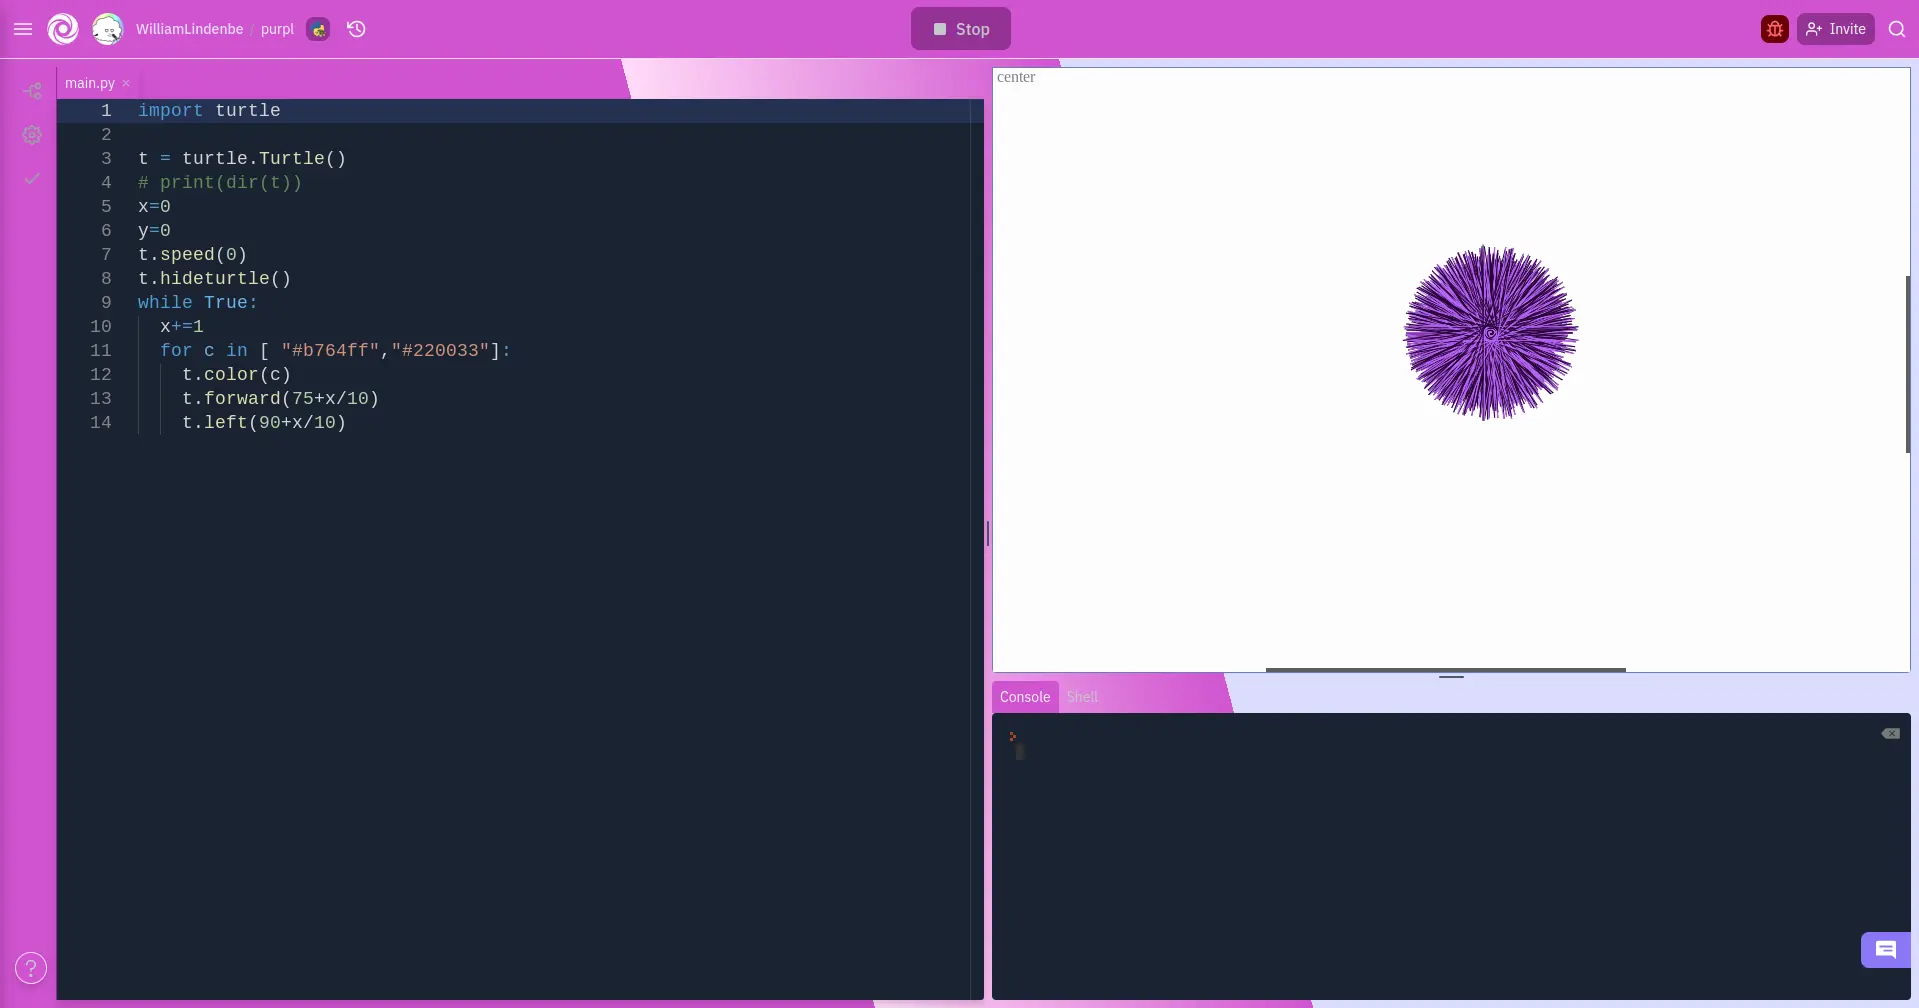 WilliamLindenbe / purpl
Stop
Invite
main.py ×
1 import turtle
2
3 t = turtle.Turtle()
4 # print(dir(t))
5 x=0
6 y=0
7 t.speed(0)
8 t.hideturtle()
9 while True:
10 x+=1
11 for c in [ "#b764ff","#220033"]:
12 t.color(c)
13 t.forward(75+x/10)
14 t.left(90+x/10)
center
Console Shell
?